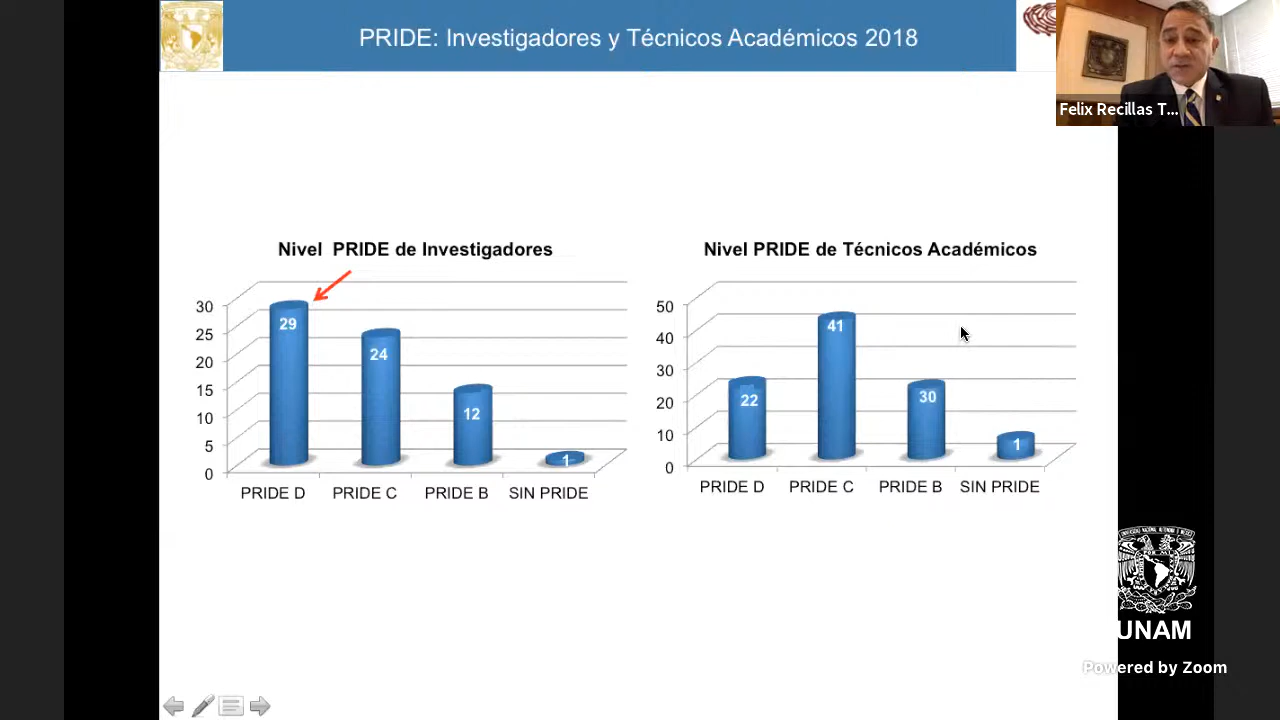 PRIDE: Investigadores y Técnicos Académicos 2018
Felix Recillas T...
Nivel PRIDE de Investigadores
30
25
20
15
10
5
0
29
24
12
1
PRIDE D PRIDE C PRIDE B SIN PRIDE
Nivel PRIDE de Técnicos Académicos
50
40
30
20
10
0
22
41
30
1
PRIDE D PRIDE C PRIDE B SIN PRIDE
UNAM
Powered by Zoom